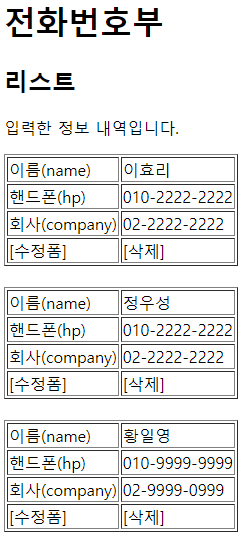 전화번호부
리스트
입력한 정보 내역입니다.
이름(name) 이효리
핸드폰(hp) 010-2222-2222
회사(company) 02-2222-2222
[수정폼] [삭제]
이름(name) 정우성
핸드폰(hp) 010-2222-2222
회사(company) 02-2222-2222
[수정폼] [삭제]
이름(name) 황일영
핸드폰(hp) 010-9999-9999
회사(company) 02-9999-0999
[수정폼] [삭제]